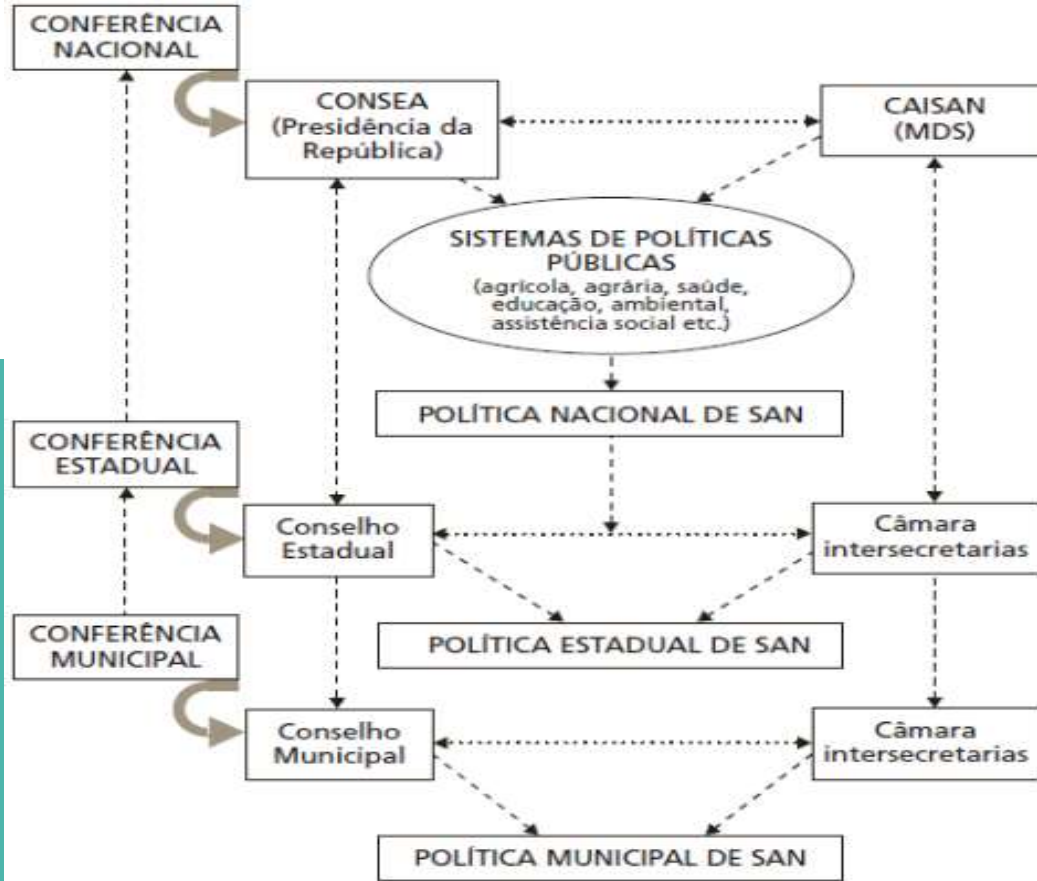 CONFERÊNCIA
NACIONAL
CONSEA
(Presidência da
República)
CAISAN
(MDS)
SISTEMAS DE POLÍTICAS
PÚBLICAS
(agrícola, agrária, saúde,
educação, ambiental,
assistência social etc.)
POLÍTICA NACIONAL DE SAN
CONFERÊNCIA
ESTADUAL
Conselho
Estadual
Câmara
intersecretarias
POLÍTICA ESTADUAL DE SAN
CONFERÊNCIA
MUNICIPAL
Conselho
Municipal
Câmara
intersecretarias
POLÍTICA MUNICIPAL DE SAN